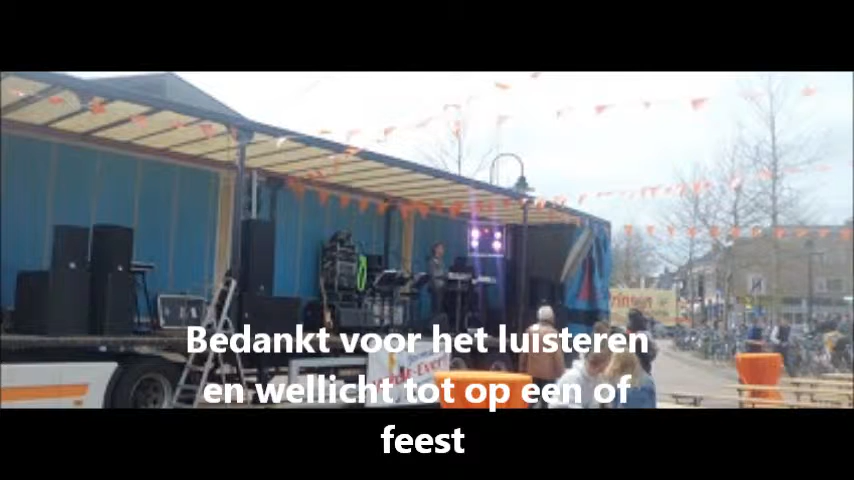 Bedankt voor het luisteren
en wellicht tot op een of
feest